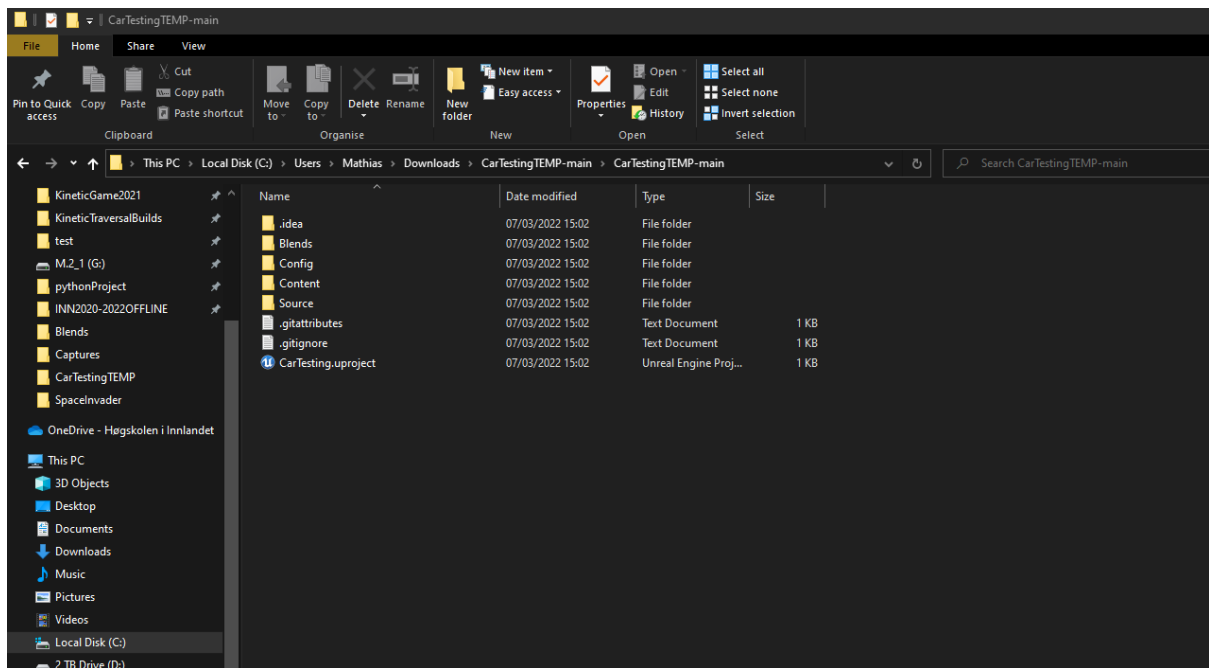 CarTestingTEMP-main
File Home Share View
Pin to Quick access
Copy
Paste
Cut
Copy path
Paste shortcut
Clipboard
Move to
Copy to
Delete
Rename
Organise
New folder
New item
Easy access
New
Properties
Open
Edit
History
Open
Select all
Select none
Invert selection
Select
This PC > Local Disk (C:) > Users > Mathias > Downloads > CarTestingTEMP-main > CarTestingTEMP-main
Search CarTestingTEMP-main
KineticGame2021
KineticTraversalBuilds
test
M.2_1 (G:)
pythonProject
INN2020-2022OFFLINE
Blends
Captures
CarTestingTEMP
SpaceInvader
OneDrive - Høgskolen i Innlandet
This PC
3D Objects
Desktop
Documents
Downloads
Music
Pictures
Videos
Local Disk (C:)
2 TB Drive (D:)
Name Date modified Type Size
.idea 07/03/2022 15:02 File folder
Blends 07/03/2022 15:02 File folder
Config 07/03/2022 15:02 File folder
Content 07/03/2022 15:02 File folder
Source 07/03/2022 15:02 File folder
.gitattributes 07/03/2022 15:02 Text Document 1 KB
.gitignore 07/03/2022 15:02 Text Document 1 KB
CarTesting.uproject 07/03/2022 15:02 Unreal Engine Proj... 1 KB